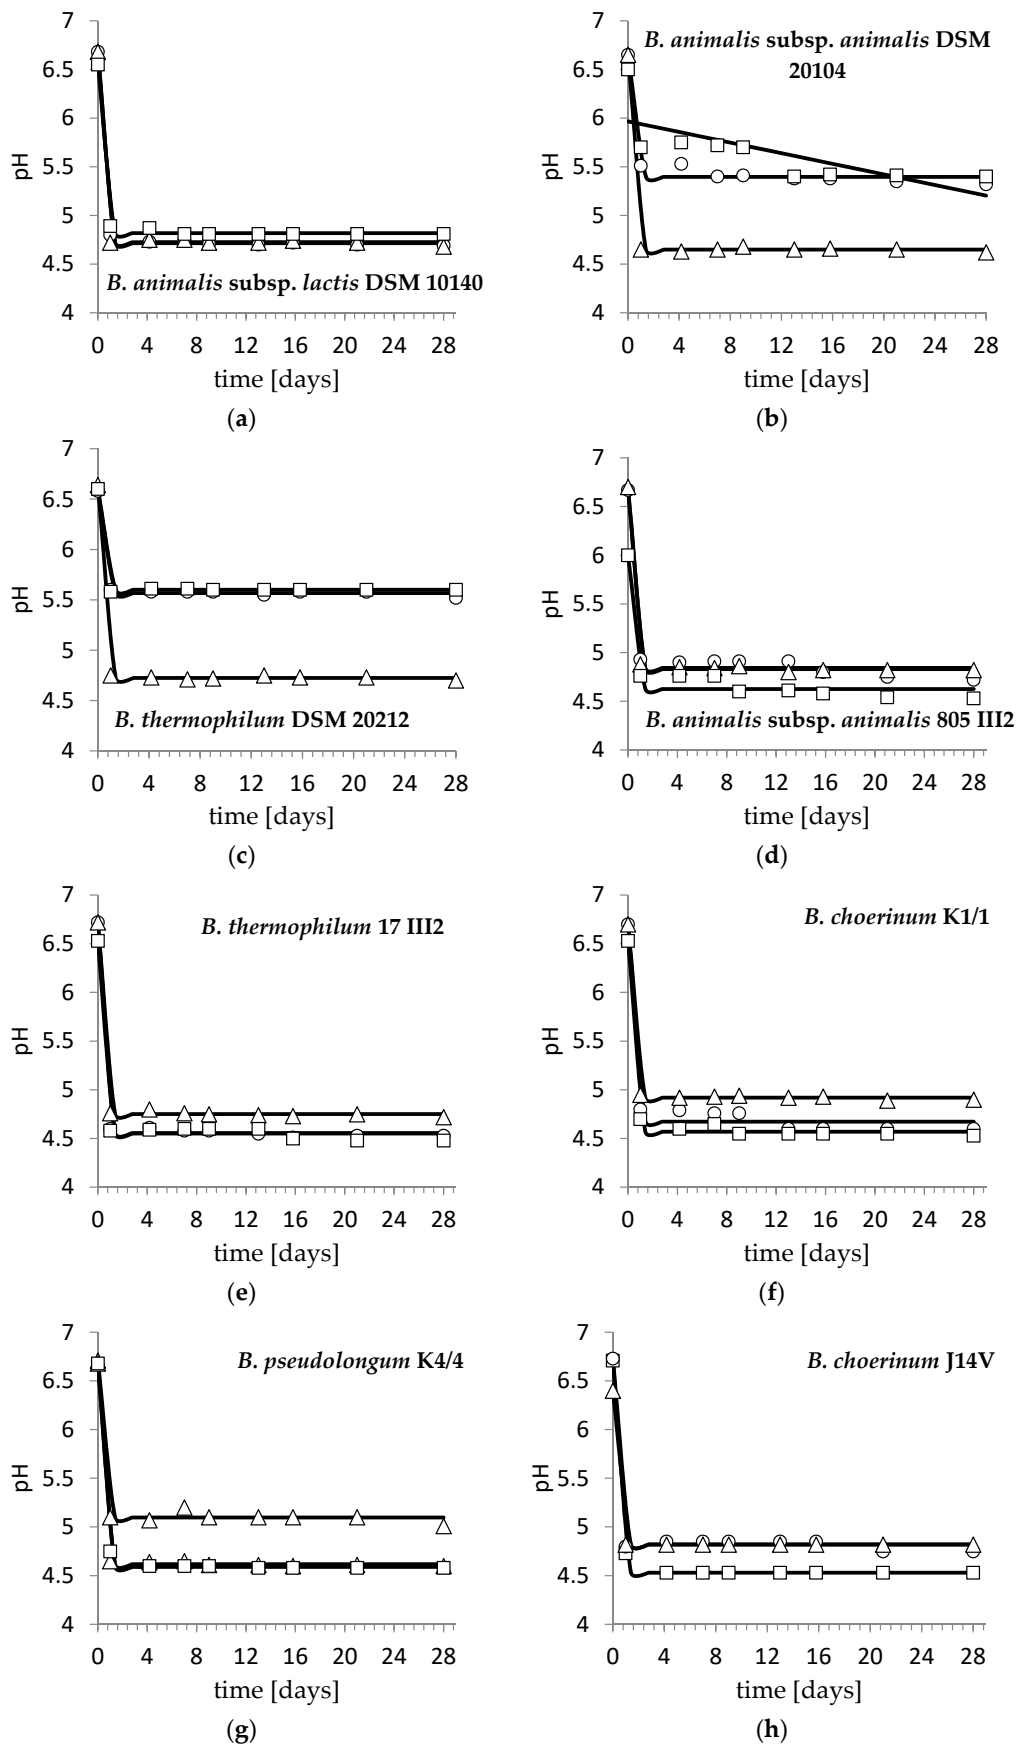 7
6.5
6
5.5
5
4.5
4
pH
B. animalis subsp. lactis DSM 10140
0 4 8 12 16 20 24 28
time [days]
(a)
7
6.5
6
5.5
5
4.5
4
pH
B. animalis subsp. animalis DSM
20104
0 4 8 12 16 20 24 28
time [days]
(b)
7
6.5
6
5.5
5
4.5
4
pH
B. thermophilum DSM 20212
0 4 8 12 16 20 24 28
time [days]
(c)
7
6.5
6
5.5
5
4.5
4
pH
B. animalis subsp. animalis 805 III2
0 4 8 12 16 20 24 28
time [days]
(d)
7
6.5
6
5.5
5
4.5
4
pH
B. thermophilum 17 III2
0 4 8 12 16 20 24 28
time [days]
(e)
7
6.5
6
5.5
5
4.5
4
pH
B. choerinum K1/1
0 4 8 12 16 20 24 28
time [days]
(f)
7
6.5
6
5.5
5
4.5
4
pH
B. pseudolongum K4/4
0 4 8 12 16 20 24 28
time [days]
(g)
7
6.5
6
5.5
5
4.5
4
pH
B. choerinum J14V
0 4 8 12 16 20 24 28
time [days]
(h)